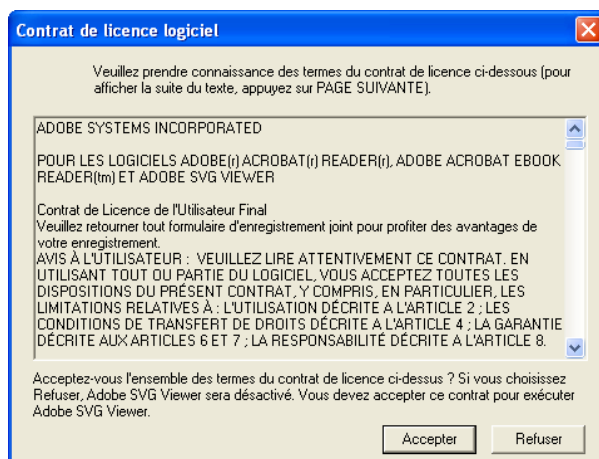 Contrat de licence logiciel
Veuillez prendre connaissance des termes du contrat de licence ci-dessous (pour
afficher la suite du texte, appuyez sur PAGE SUIVANTE).
ADOBE SYSTEMS INCORPORATED
POUR LES LOGICIELS ADOBE(r) ACROBAT(r) READER(r), ADOBE ACROBAT EBOOK
READER(tm) ET ADOBE SVG VIEWER
Contrat de Licence de l'Utilisateur Final
Veuillez retourner tout formulaire d'enregistrement joint pour profiter des avantages de
votre enregistrement.
AVIS À L'UTILISATEUR : VEUILLEZ LIRE ATTENTIVEMENT CE CONTRAT. EN
UTILISANT TOUT OU PARTIE DU LOGICIEL, VOUS ACCEPTEZ TOUTES LES
DISPOSITIONS DU PRÉSENT CONTRAT, Y COMPRIS, EN PARTICULIER, LES
LIMITATIONS RELATIVES À : L'UTILISATION DÉCRITE A L'ARTICLE 2 ; LES
CONDITIONS DE TRANSFERT DE DROITS DÉCRITE A L'ARTICLE 4 ; LA GARANTIE
DÉCRITE AUX ARTICLES 6 ET 7 ; LA RESPONSABILITÉ DÉCRITE A L'ARTICLE 8.
Acceptez-vous l'ensemble des termes du contrat de licence ci-dessus ? Si vous choisissez
Refuser, Adobe SVG Viewer sera désactivé. Vous devez accepter ce contrat pour exécuter
Adobe SVG Viewer.
Accepter
Refuser